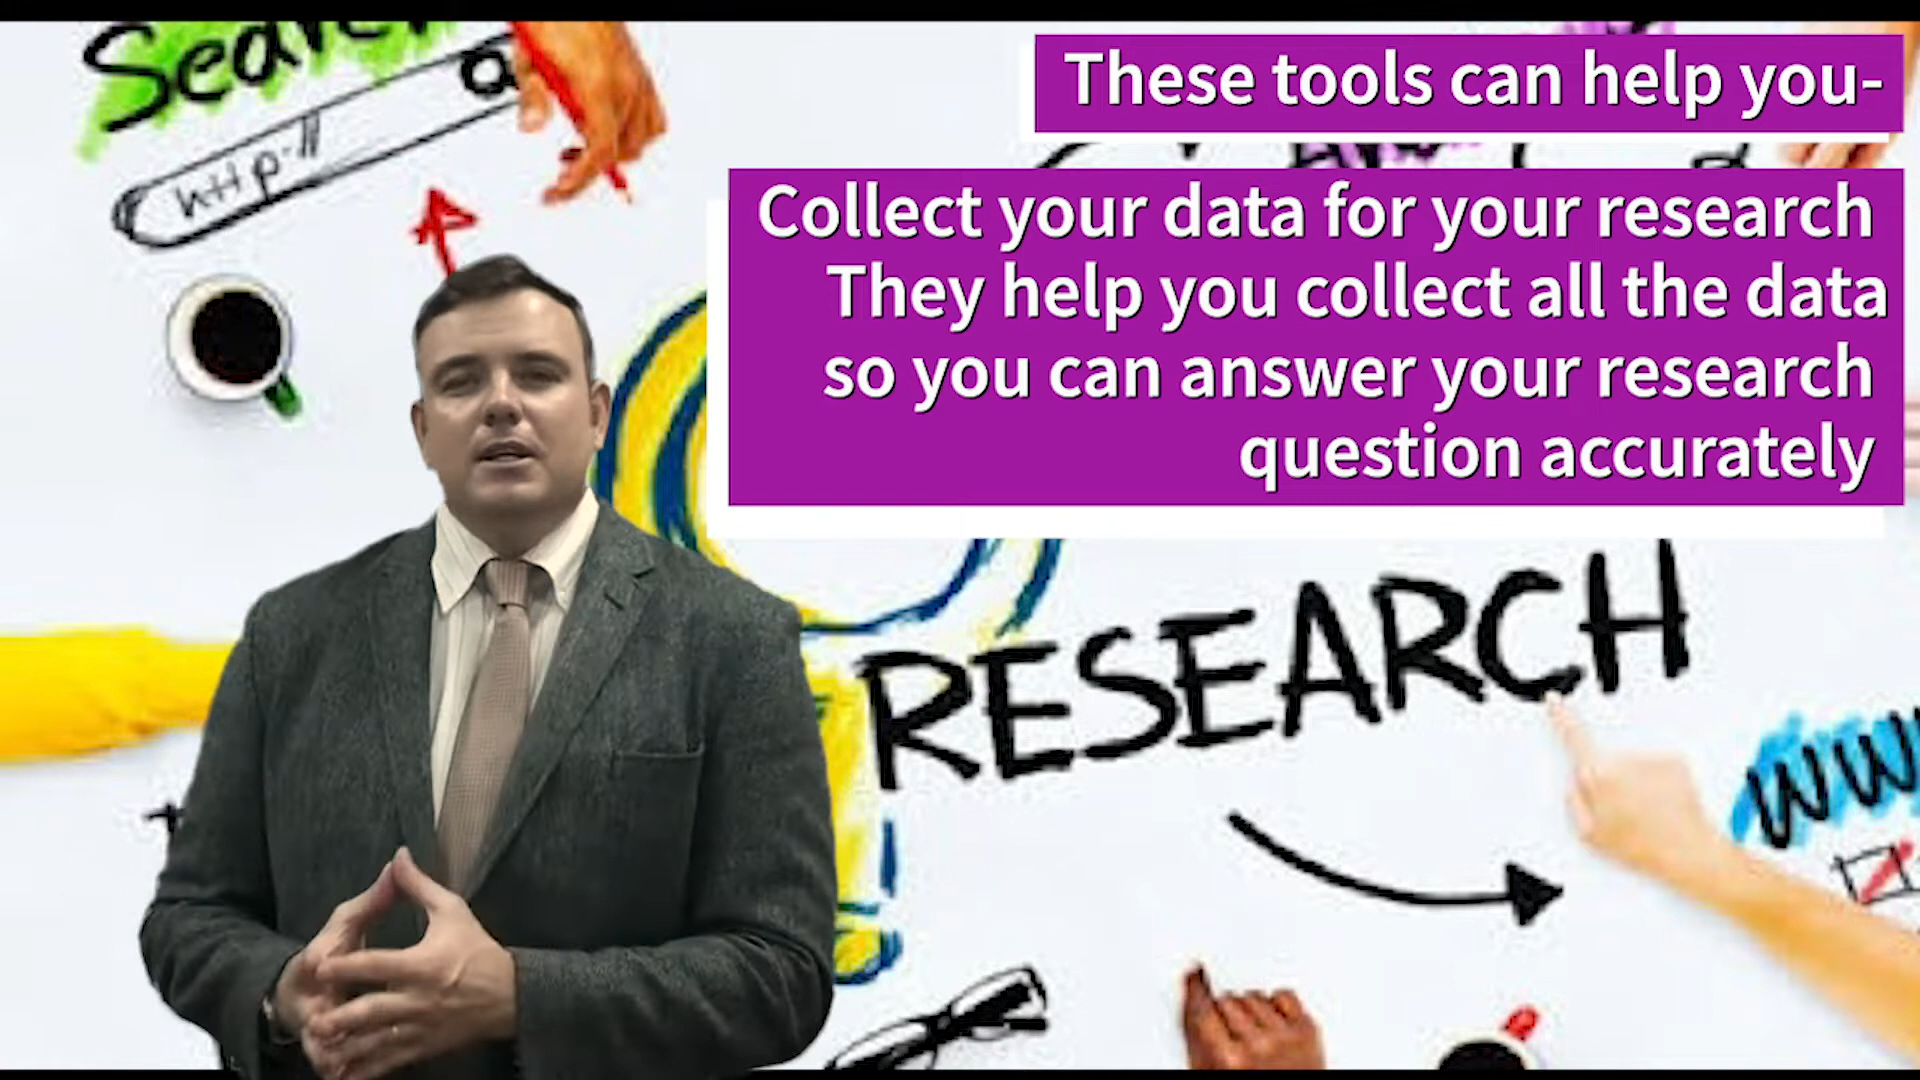 Search
http://
These tools can help you-
Collect your data for your research
They help you collect all the data
so you can answer your research
question accurately
RESEARCH